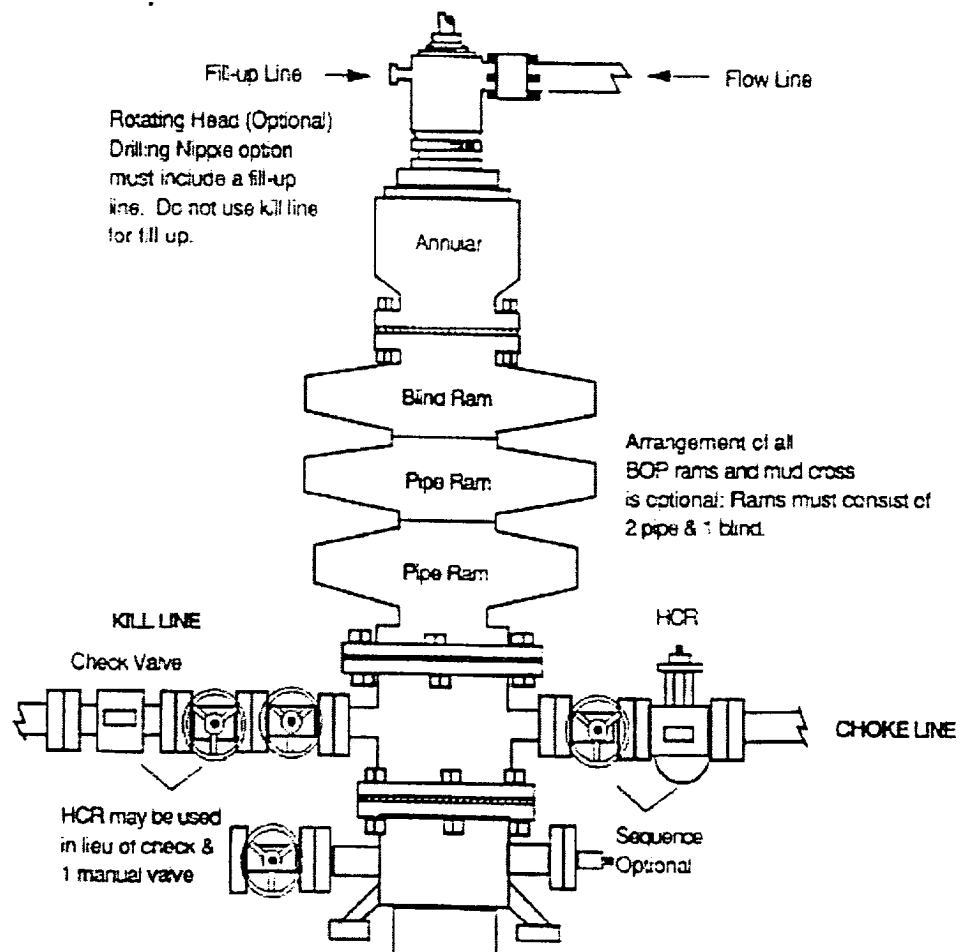 Fill-up Line
Flow Line
Rotating Head (Optional)
Drilling Nipple option
must include a fill-up
line. Do not use kill line
for fill up.
Annular
Blind Ram
Pipe Ram
Arrangement of all
BOP rams and mud cross
is optional: Rams must consist of
2 pipe & 1 blind.
Pipe Ram
KILL LINE
HCR
Check Valve
CHOKE LINE
HCR may be used
in lieu of check &
1 manual valve
Sequence
Optional